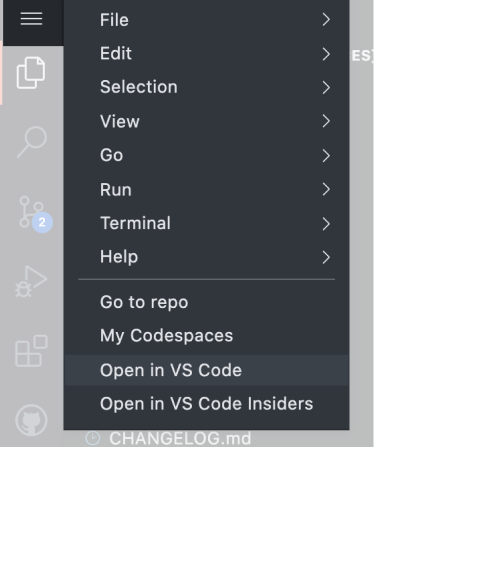 File
Edit
ES]
Selection
View
Go
Run
2
Terminal
Help
Go to repo
My Codespaces
Open in VS Code
Open in VS Code Insiders
CHANGELOG.md